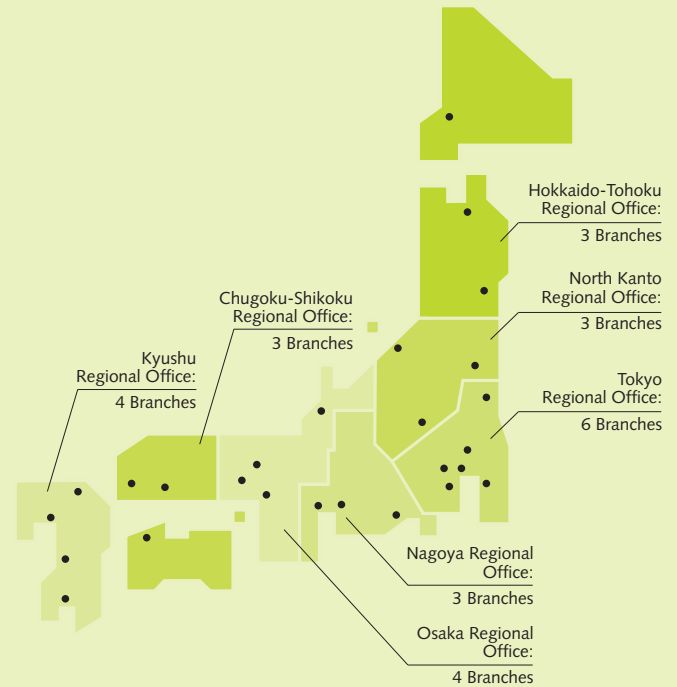 Hokkaido-Tohoku
Regional Office:
3 Branches
North Kanto
Regional Office:
3 Branches
Chugoku-Shikoku
Regional Office:
3 Branches
Kyushu
Regional Office:
4 Branches
Tokyo
Regional Office:
6 Branches
Nagoya Regional
Office:
3 Branches
Osaka Regional
Office:
4 Branches